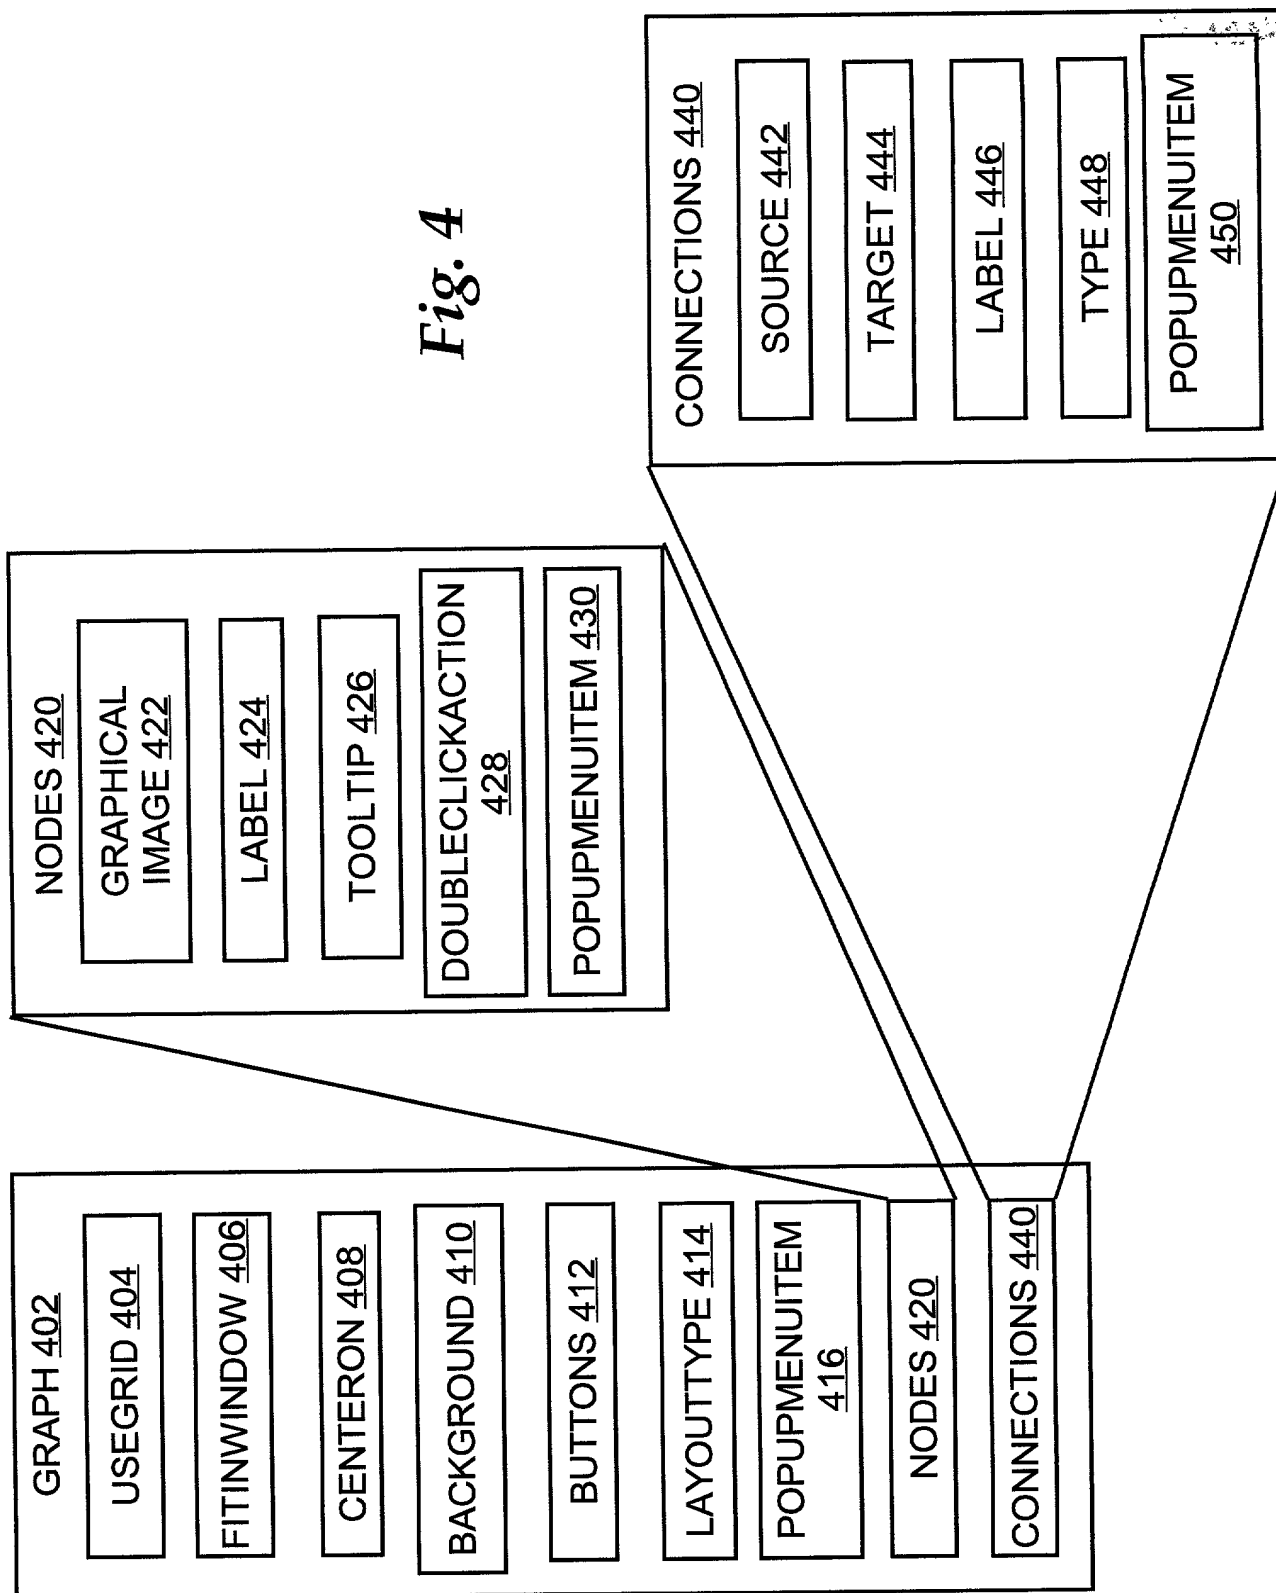 GRAPH 402
USEGRID 404
FITINWINDOW 406
CENTERON 408
BACKGROUND 410
BUTTONS 412
LAYOUTTYPE 414
POPUPMENUITEM
416
NODES 420
CONNECTIONS 440
NODES 420
GRAPHICAL
IMAGE 422
LABEL 424
TOOLTIP 426
DOUBLECLICKACTION
428
POPUPMENUITEM 430
CONNECTIONS 440
SOURCE 442
TARGET 444
LABEL 446
TYPE 448
POPUPMENUITEM
450
Fig. 4